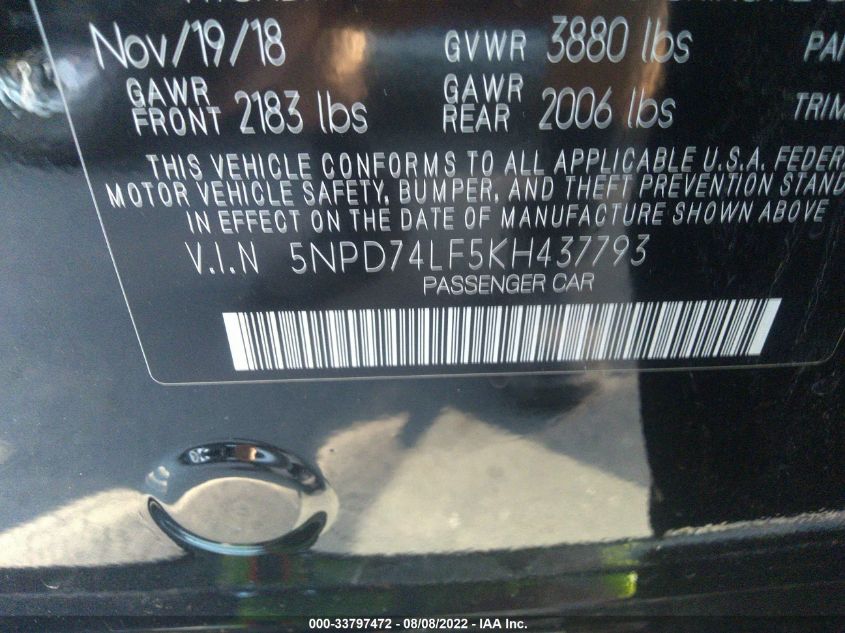 Nov/19/18 GVWR 3880 lbs
GAWR FRONT 2183 lbs GAWR REAR 2006 lbs
THIS VEHICLE CONFORMS TO ALL APPLICABLE U.S.A. FEDER
MOTOR VEHICLE SAFETY, BUMPER, AND THEFT PREVENTION STAND
IN EFFECT ON THE DATE OF MANUFACTURE SHOWN ABOVE
V.I.N 5NPD74LF5KH437793
PASSENGER CAR
000-33797472 - 08/08/2022 - IAA Inc.